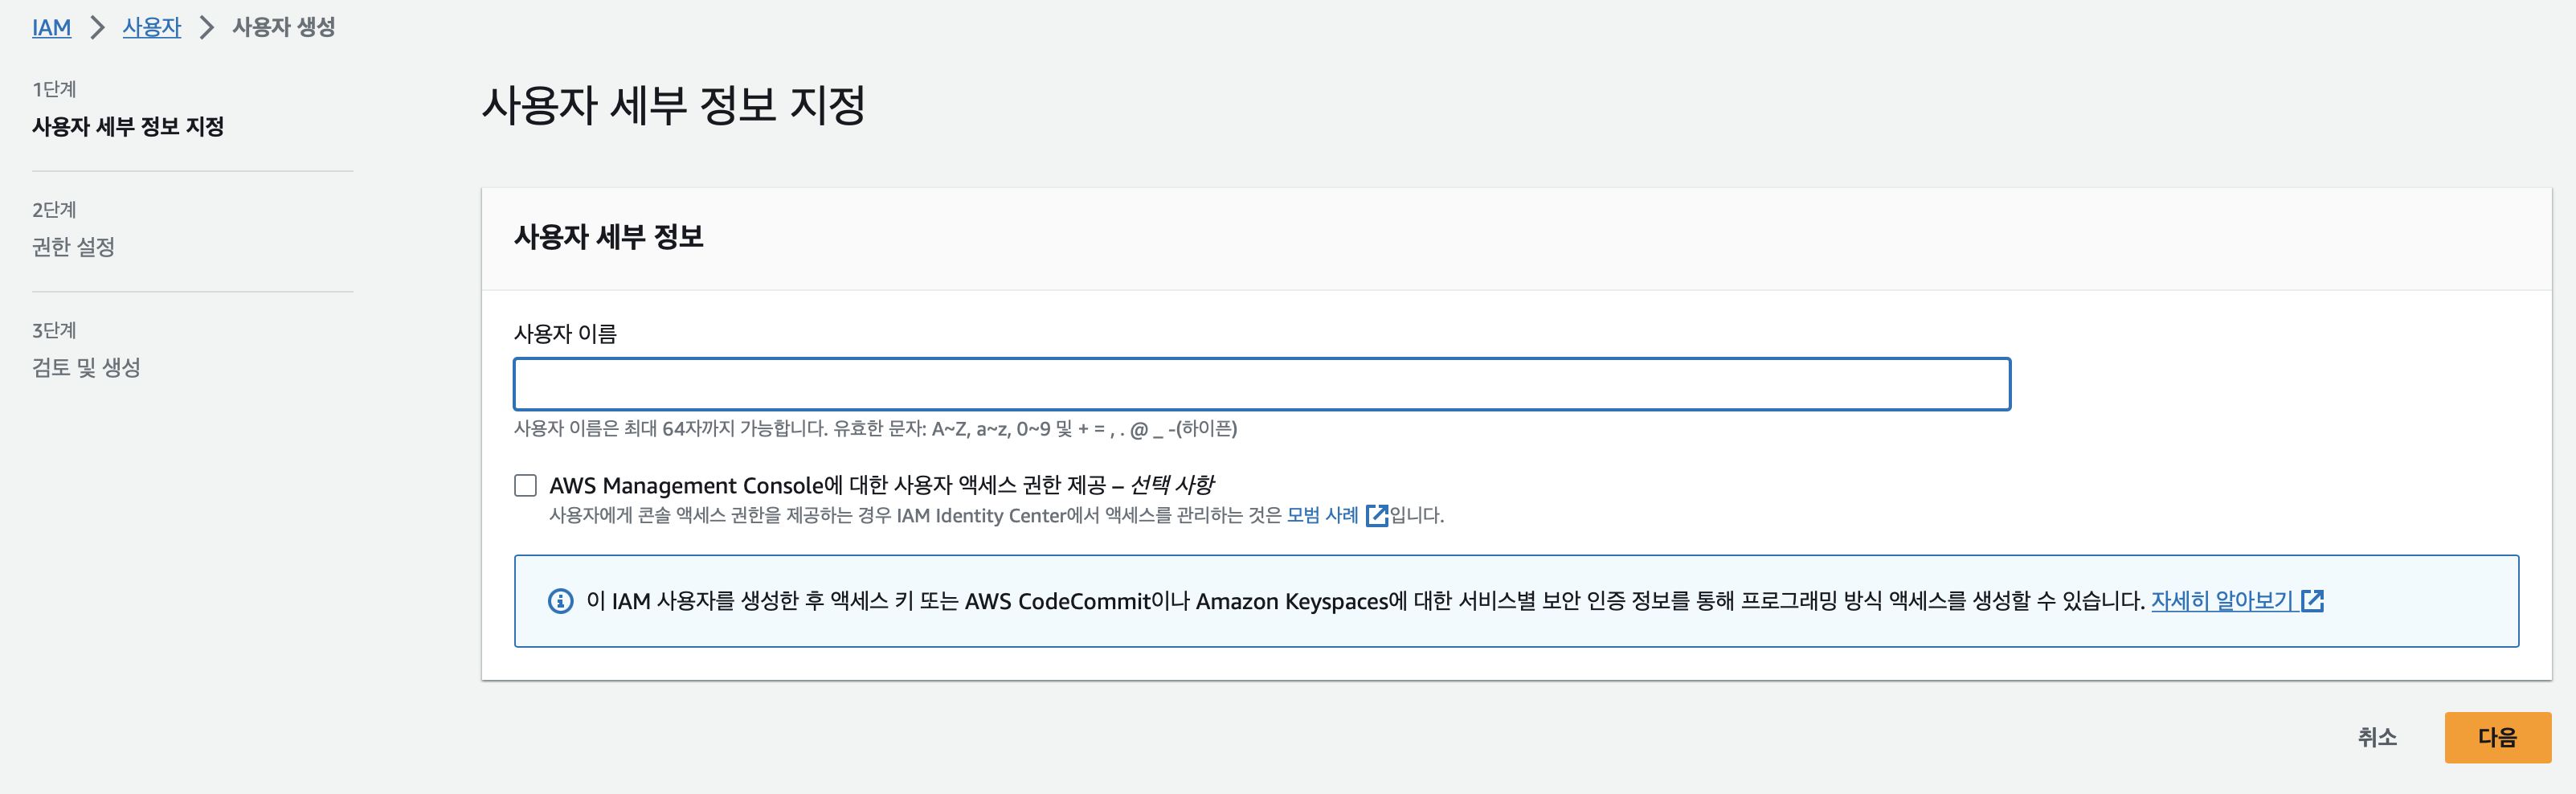 IAM > 사용자 > 사용자 생성
1단계
사용자 세부 정보 지정
2단계
권한 설정
3단계
검토 및 생성
사용자 세부 정보 지정
사용자 세부 정보
사용자 이름
사용자 이름은 최대 64자까지 가능합니다. 유효한 문자: A~Z, a~z, 0~9 및 + = , . @ _ -(하이픈)
AWS Management Console에 대한 사용자 액세스 권한 제공 – 선택 사항
사용자에게 콘솔 액세스 권한을 제공하는 경우 IAM Identity Center에서 액세스를 관리하는 것은 모범 사례 입니다.
이 IAM 사용자를 생성한 후 액세스 키 또는 AWS CodeCommit이나 Amazon Keyspaces에 대한 서비스별 보안 인증 정보를 통해 프로그래밍 방식 액세스를 생성할 수 있습니다. 자세히 알아보기
취소 다음